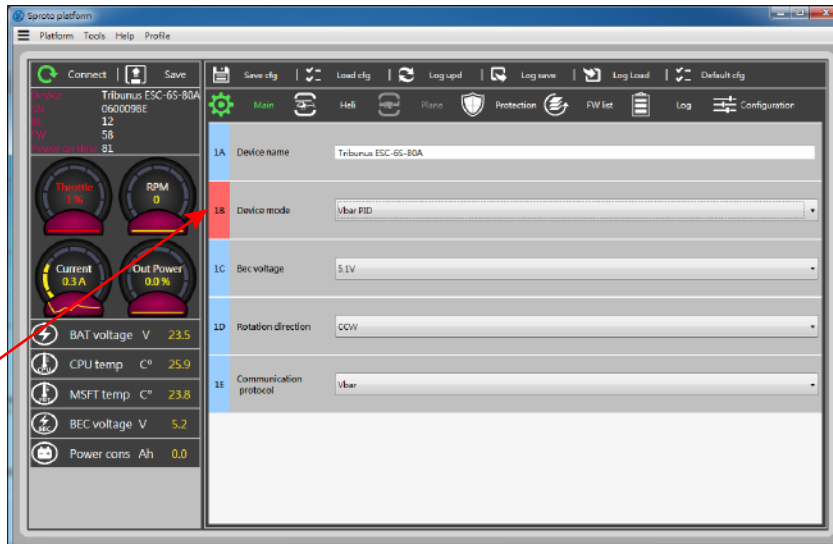 Sproto platform
Platform Tools Help Profile
Connect | Save
Save cfg | Load cfg | Log upd | Log save | Log Load | Default cfg
Main Heli Plane Protection FW list Log Configuration
Device Tribunus ESC-6S-80A
SN 0600098E
BL 12
FW 58
Power on time 81
Throttle
1 %
RPM
0
Current
0.3 A
Out Power
0.0 %
BAT voltage V 23.5
CPU temp C° 25.9
MSFT temp C° 23.8
BEC voltage V 5.2
Power cons Ah 0.0
1A Device name Tribunus ESC-6S-80A
1B Device mode Vbar PID
1C Bec voltage 5.1V
1D Rotation direction CCW
1E Communication
protocol Vbar